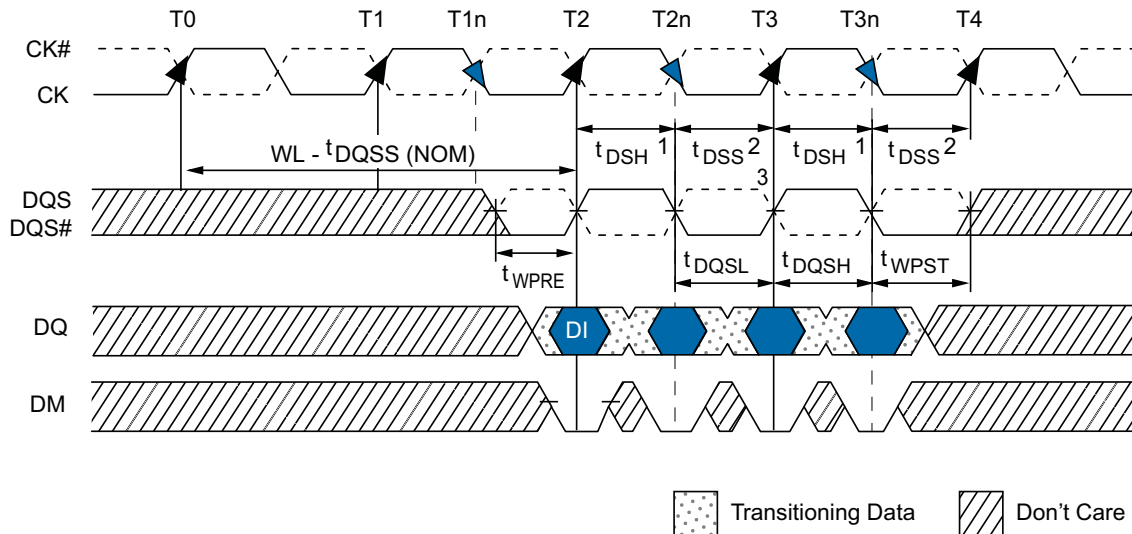 T0 T1 T1n T2 T2n T3 T3n T4
CK#
CK
tDSH 1 tDSS 2 tDSH 1 tDSS 2
WL - tDQSS (NOM)
3
DQS
DQS#
tWPRE tDQSL tDQSH tWPST
DQ DI
DM
Transitioning Data Don't Care